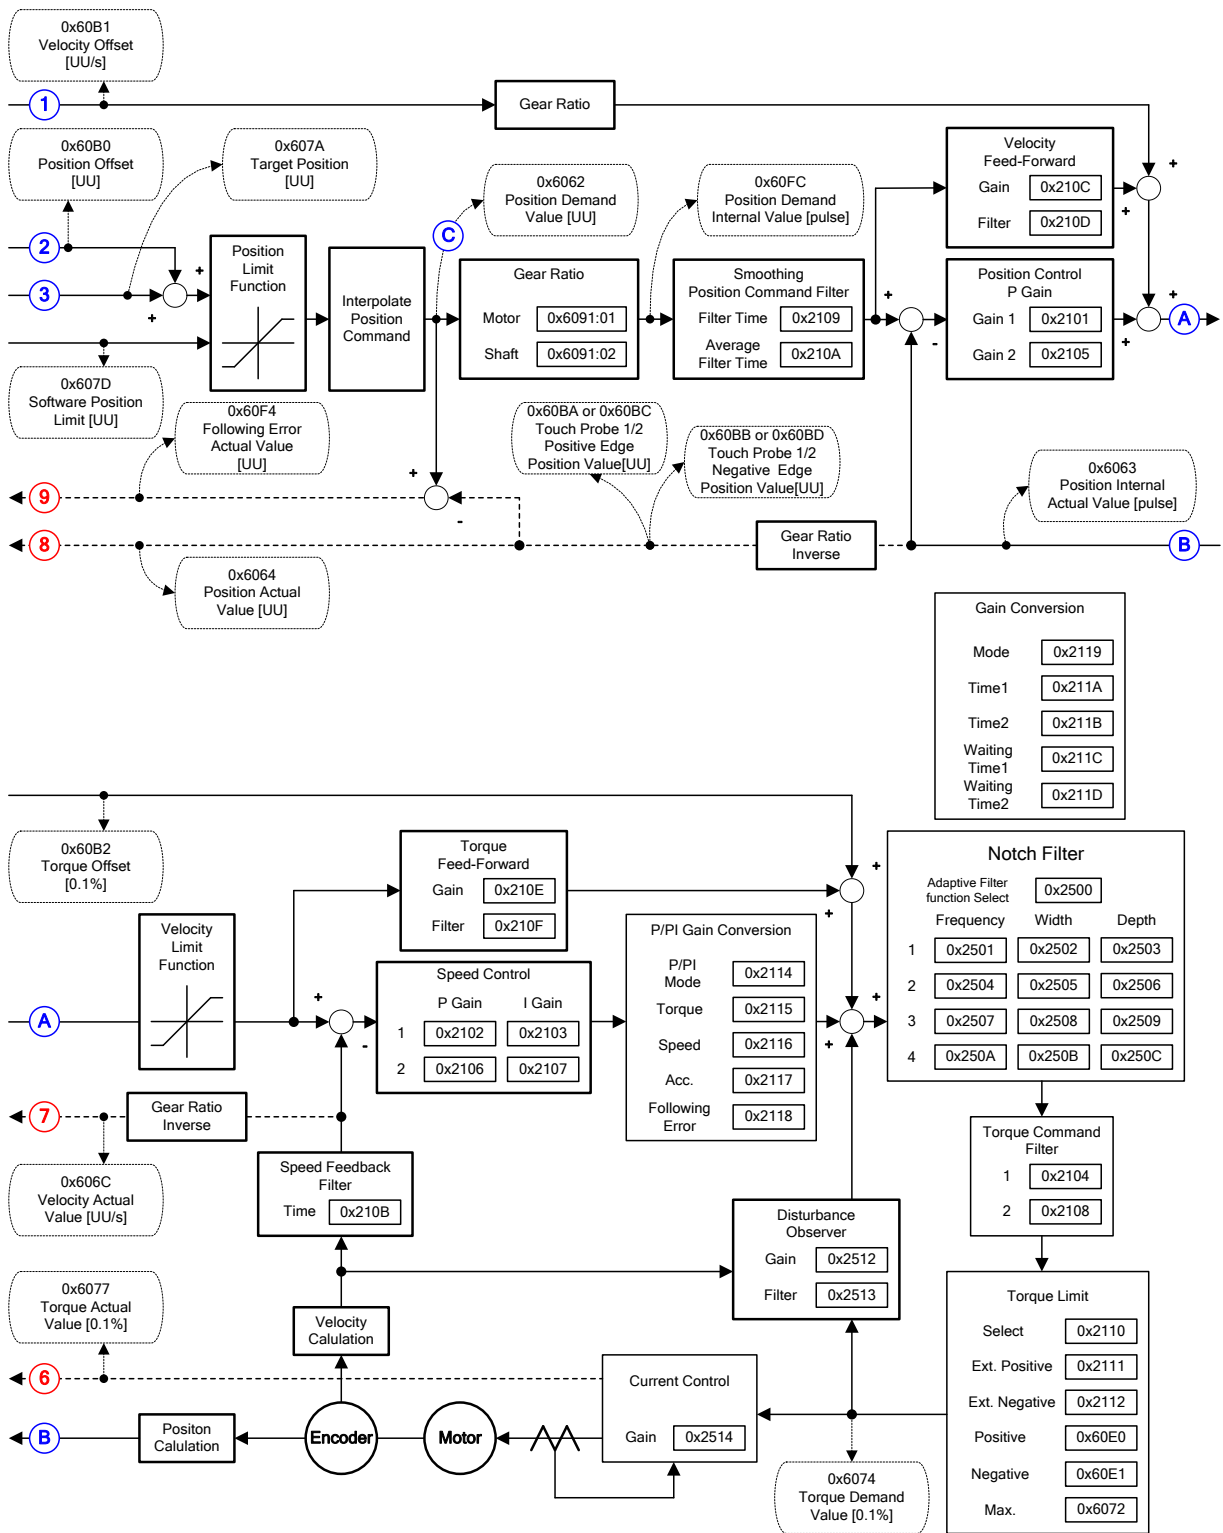 0x60B1
Velocity Offset
[UU/s]
1
Gear Ratio
+
0x60B0
Position Offset
[UU]
0x607A
Target Position
[UU]
0x6062
Position Demand
Value [UU]
0x60FC
Position Demand
Internal Value [pulse]
Velocity
Feed-Forward
Gain 0x210C
Filter 0x210D
+
C
2
3
+
+
Position
Limit
Function
Interpolate
Position
Command
Gear Ratio
Motor 0x6091:01
Shaft 0x6091:02
Smoothing
Position Command Filter
Filter Time 0x2109
Average
Filter Time 0x210A
+
-
Position Control
P Gain
Gain 1 0x2101
Gain 2 0x2105
+
+
A
0x607D
Software Position
Limit [UU]
0x60F4
Following Error
Actual Value
[UU]
0x60BA or 0x60BC
Touch Probe 1/2
Positive Edge
Position Value[UU]
0x60BB or 0x60BD
Touch Probe 1/2
Negative Edge
Position Value[UU]
0x6063
Position Internal
Actual Value [pulse]
9
+
-
8
Gear Ratio
Inverse
B
0x6064
Position Actual
Value [UU]
Gain Conversion
Mode 0x2119
Time1 0x211A
Time2 0x211B
Waiting
Time1 0x211C
Waiting
Time2 0x211D
0x60B2
Torque Offset
[0.1%]
Torque
Feed-Forward
Gain 0x210E
Filter 0x210F
+
+
Notch Filter
Adaptive Filter
function Select 0x2500
Frequency Width Depth
1 0x2501 0x2502 0x2503
2 0x2504 0x2505 0x2506
3 0x2507 0x2508 0x2509
4 0x250A 0x250B 0x250C
Velocity
Limit
Function
A
+
-
Speed Control
P Gain I Gain
1 0x2102 0x2103
2 0x2106 0x2107
P/PI Gain Conversion
P/PI
Mode 0x2114
Torque 0x2115
Speed 0x2116
Acc. 0x2117
Following
Error 0x2118
+
+
7
Gear Ratio
Inverse
0x606C
Velocity Actual
Value [UU/s]
Speed Feedback
Filter
Time 0x210B
Torque Command
Filter
1 0x2104
2 0x2108
Disturbance
Observer
Gain 0x2512
Filter 0x2513
0x6077
Torque Actual
Value [0.1%]
Velocity
Calulation
6
Current Control
Gain 0x2514
Torque Limit
Select 0x2110
Ext. Positive 0x2111
Ext. Negative 0x2112
Positive 0x60E0
Negative 0x60E1
Max. 0x6072
B
Positon
Calulation
Encoder
Motor
0x6074
Torque Demand
Value [0.1%]